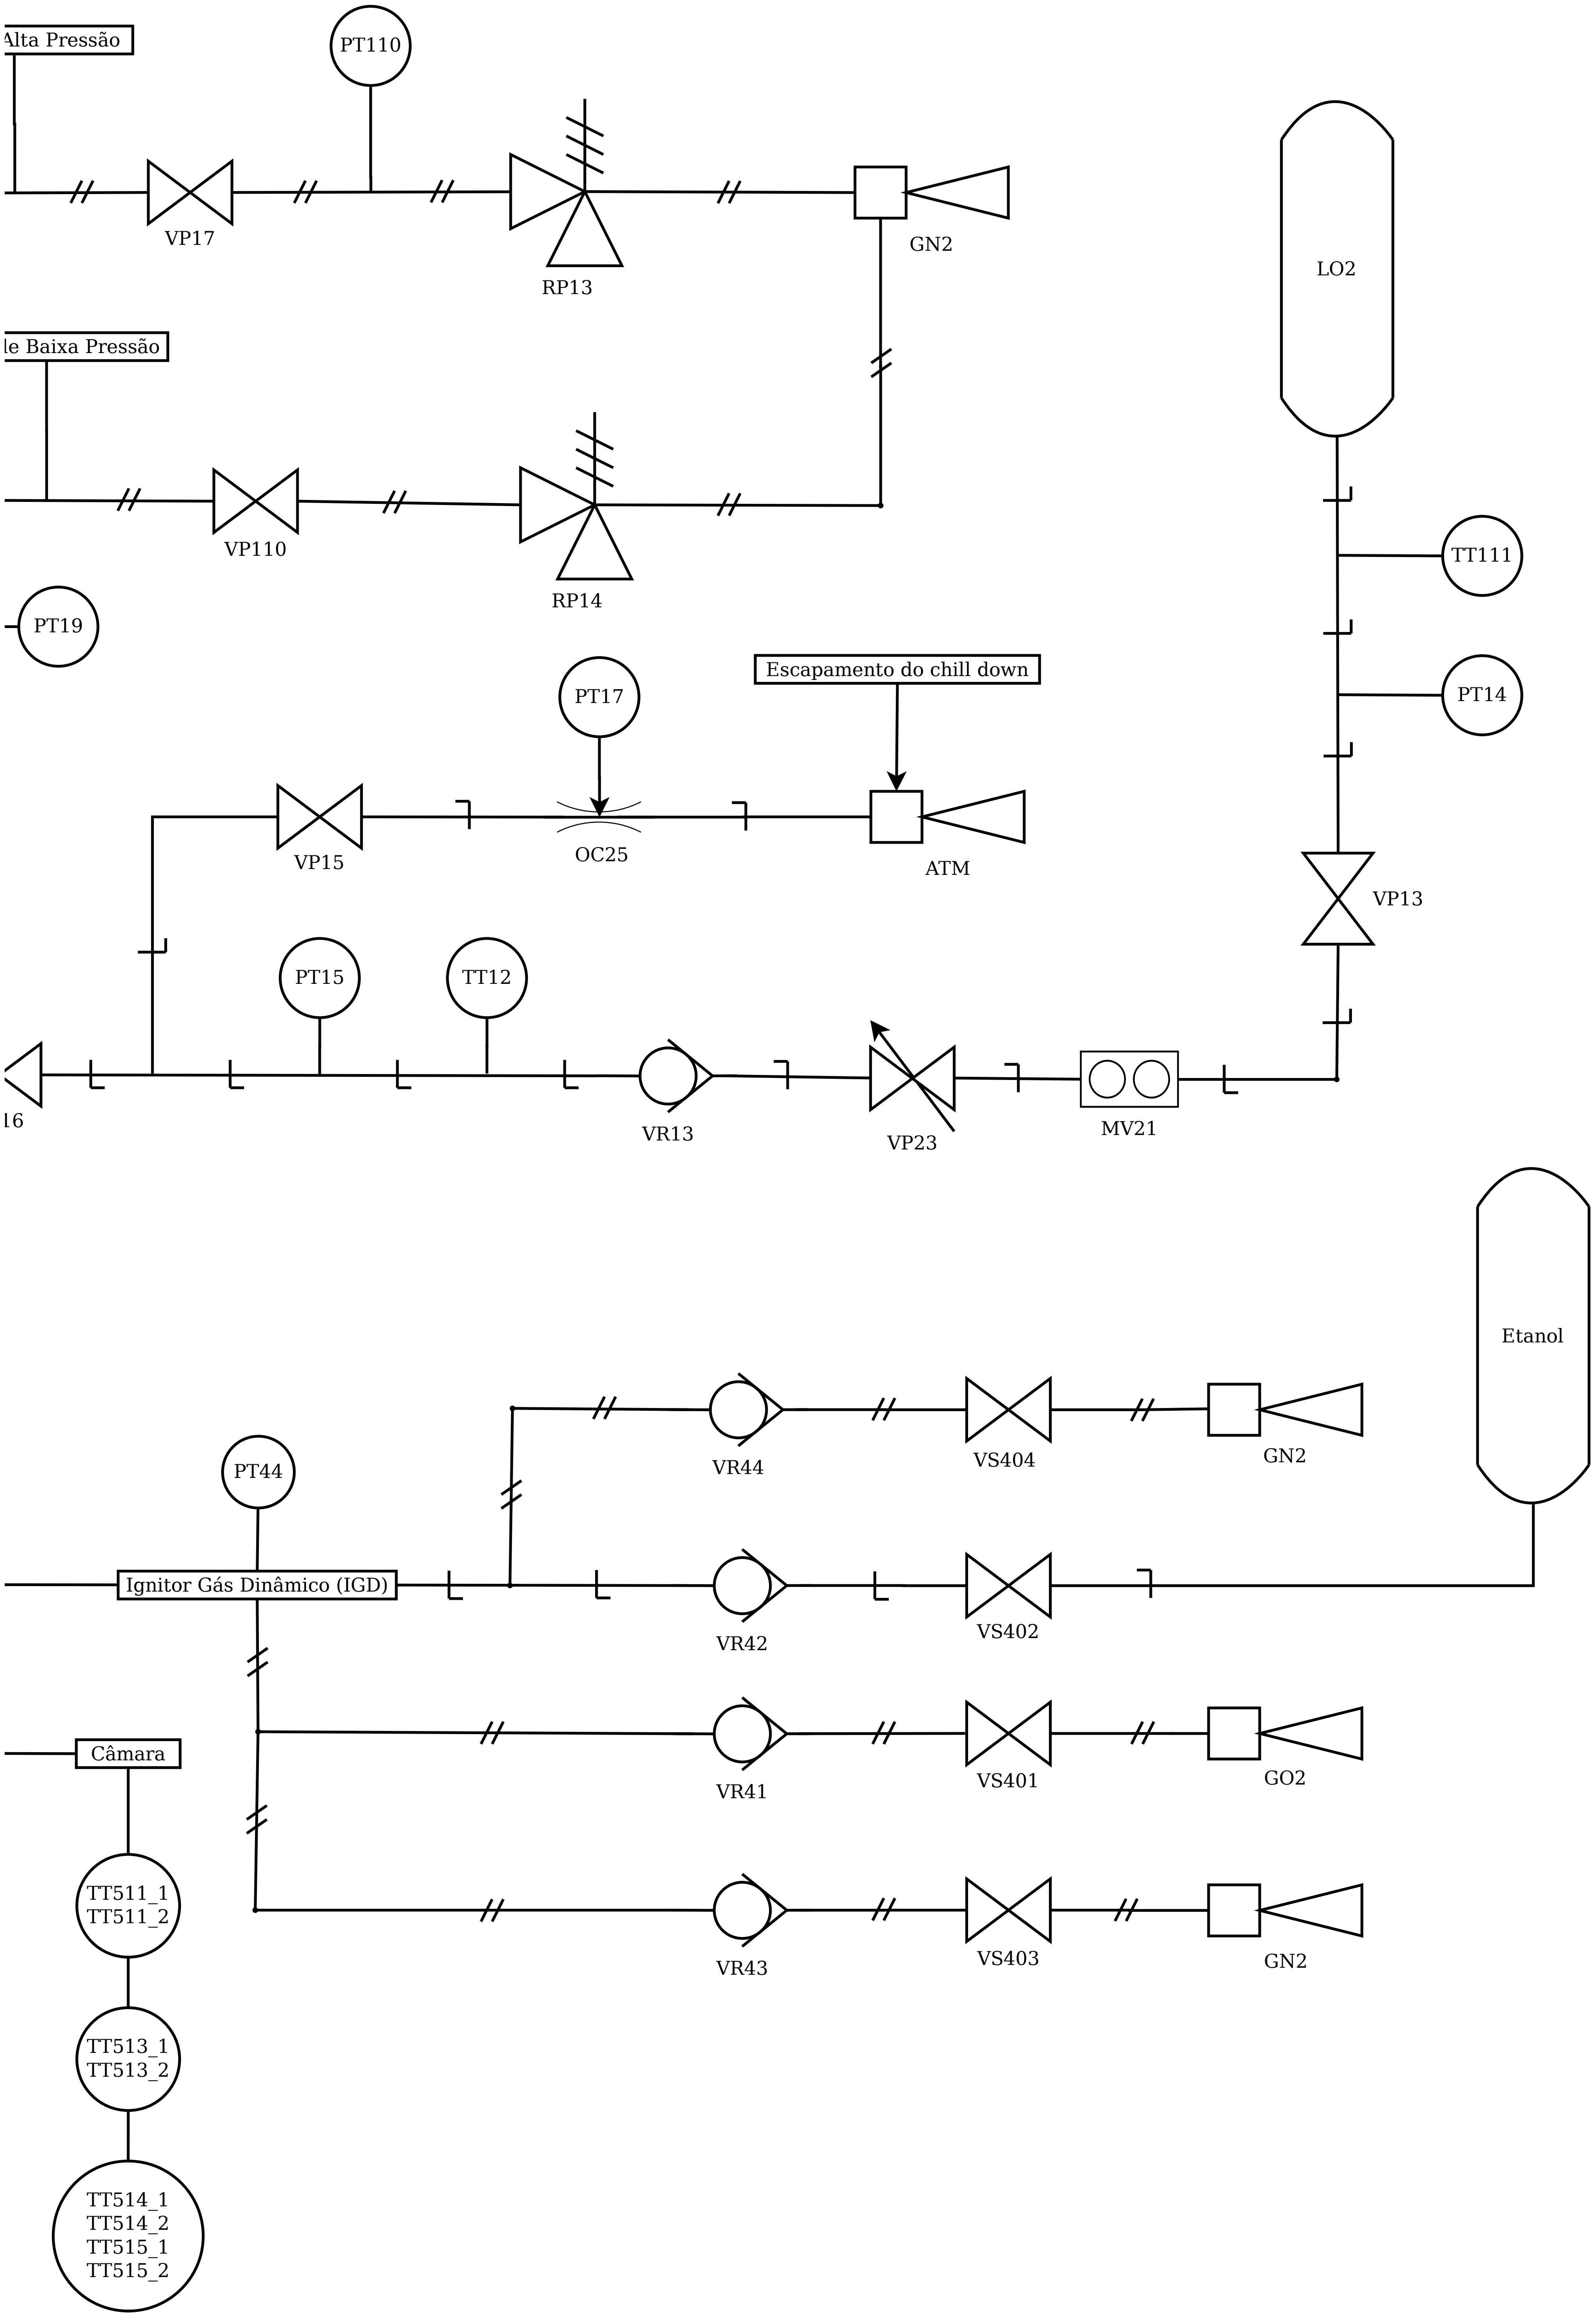 Alta Pressão
PT110
VP17
RP13
GN2
LO2
de Baixa Pressão
VP110
RP14
TT111
PT19
PT17
Escapamento do chill down
PT14
VP15
OC25
ATM
VP13
PT15
TT12
16
VR13
VP23
MV21
Etanol
VR44
VS404
GN2
PT44
Ignitor Gás Dinâmico (IGD)
VR42
VS402
Câmara
VR41
VS401
GO2
TT511_1
TT511_2
VR43
VS403
GN2
TT513_1
TT513_2
TT514_1
TT514_2
TT515_1
TT515_2